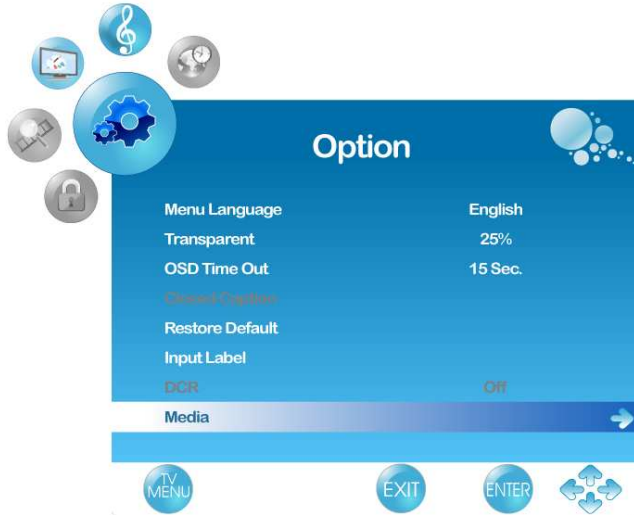 Option
Menu Language English
Transparent 25%
OSD Time Out 15 Sec.
Closed Caption
Restore Default
Input Label
DCR Off
Media
TV MENU EXIT ENTER